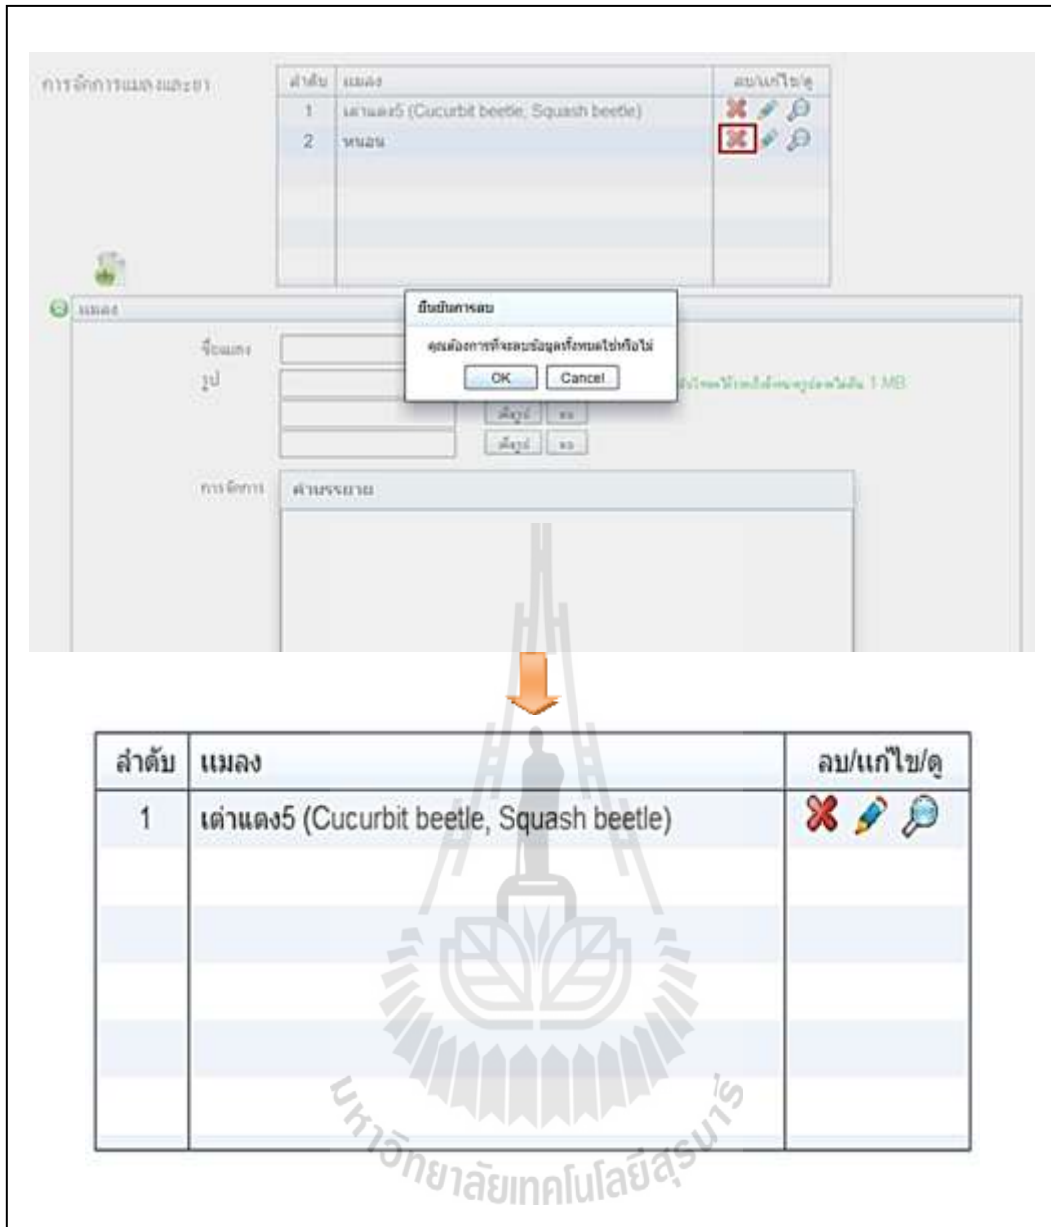 การจัดการแมลงและยา
ลำดับ แมลง ลบ/แก้ไข/ดู
1 เต่าแตง5 (Cucurbit beetle, Squash beetle)
2 หนอน
แมลง
ยืนยันการลบ
คุณต้องการที่จะลบข้อมูลทั้งหมดใช่หรือไม่
OK Cancel
ชื่อแมลง
รูป
1 MB
การจัดการ คำบรรยาย
ลำดับ แมลง ลบ/แก้ไข/ดู
1 เต่าแตง5 (Cucurbit beetle, Squash beetle)
มหาวิทยาลัยเทคโนโลยีสุรนารี